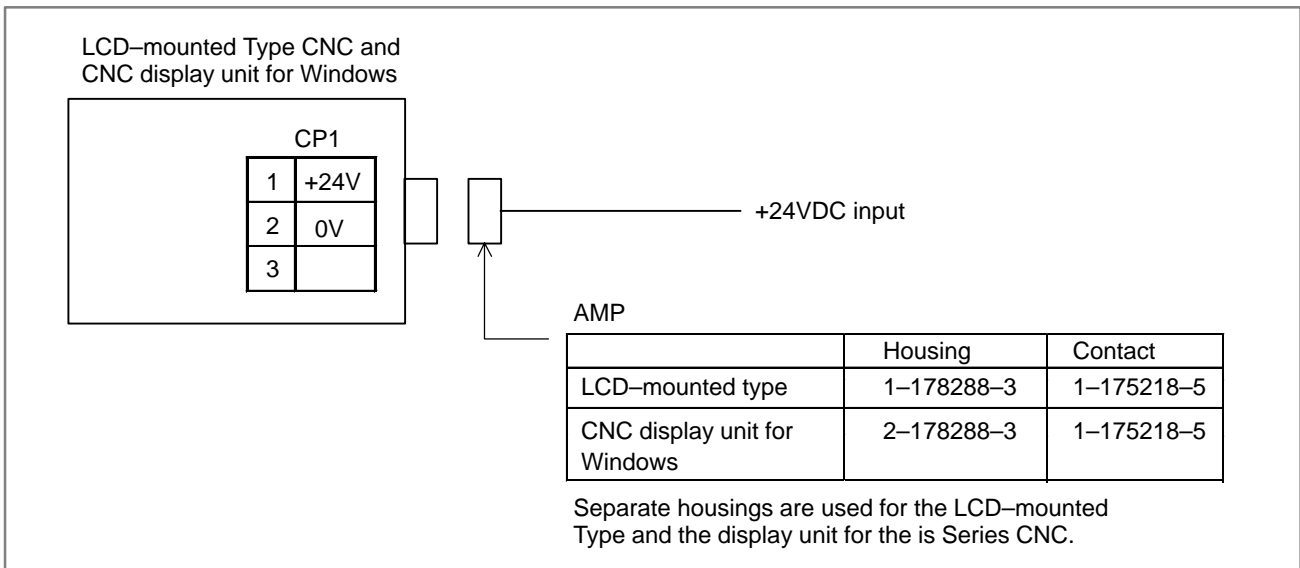 LCD–mounted Type CNC and
CNC display unit for Windows
CP1
1 +24V
2 0V
3
+24VDC input
AMP
Housing Contact
LCD–mounted type 1–178288–3 1–175218–5
CNC display unit for 2–178288–3 1–175218–5
Windows
Separate housings are used for the LCD–mounted
Type and the display unit for the is Series CNC.